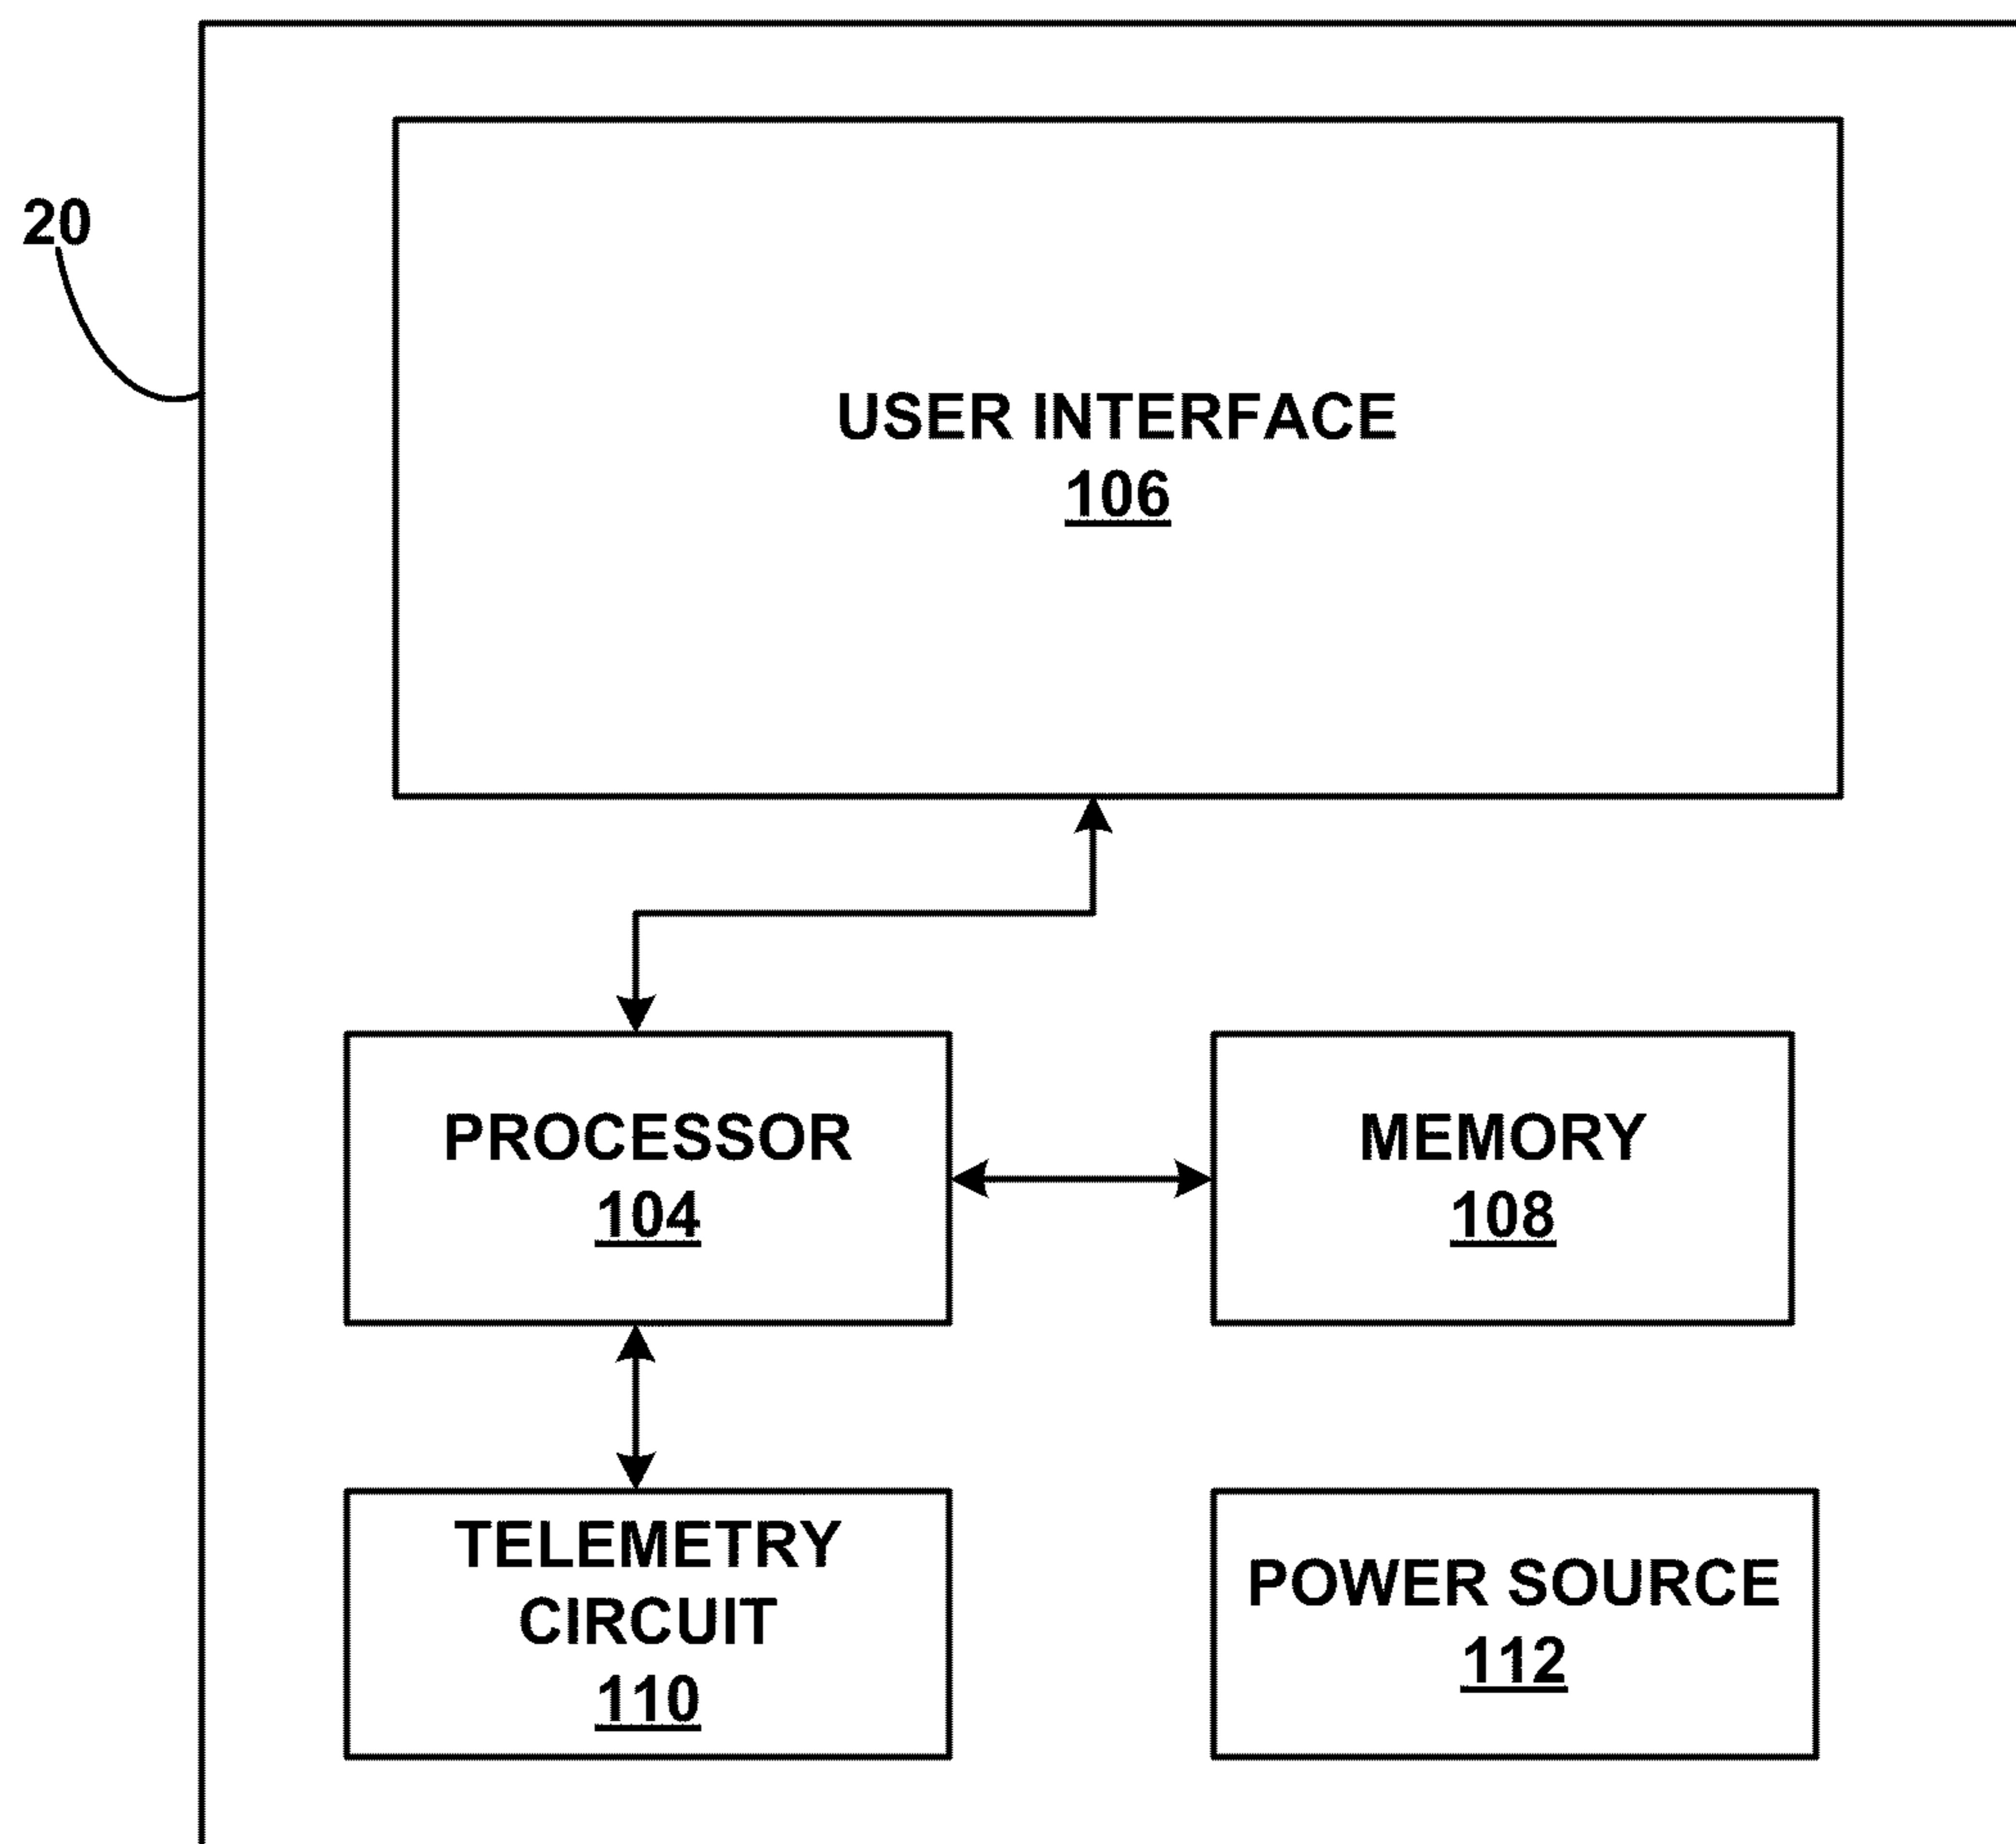 20
USER INTERFACE
106
PROCESSOR
104
MEMORY
108
TELEMETRY
CIRCUIT
110
POWER SOURCE
112